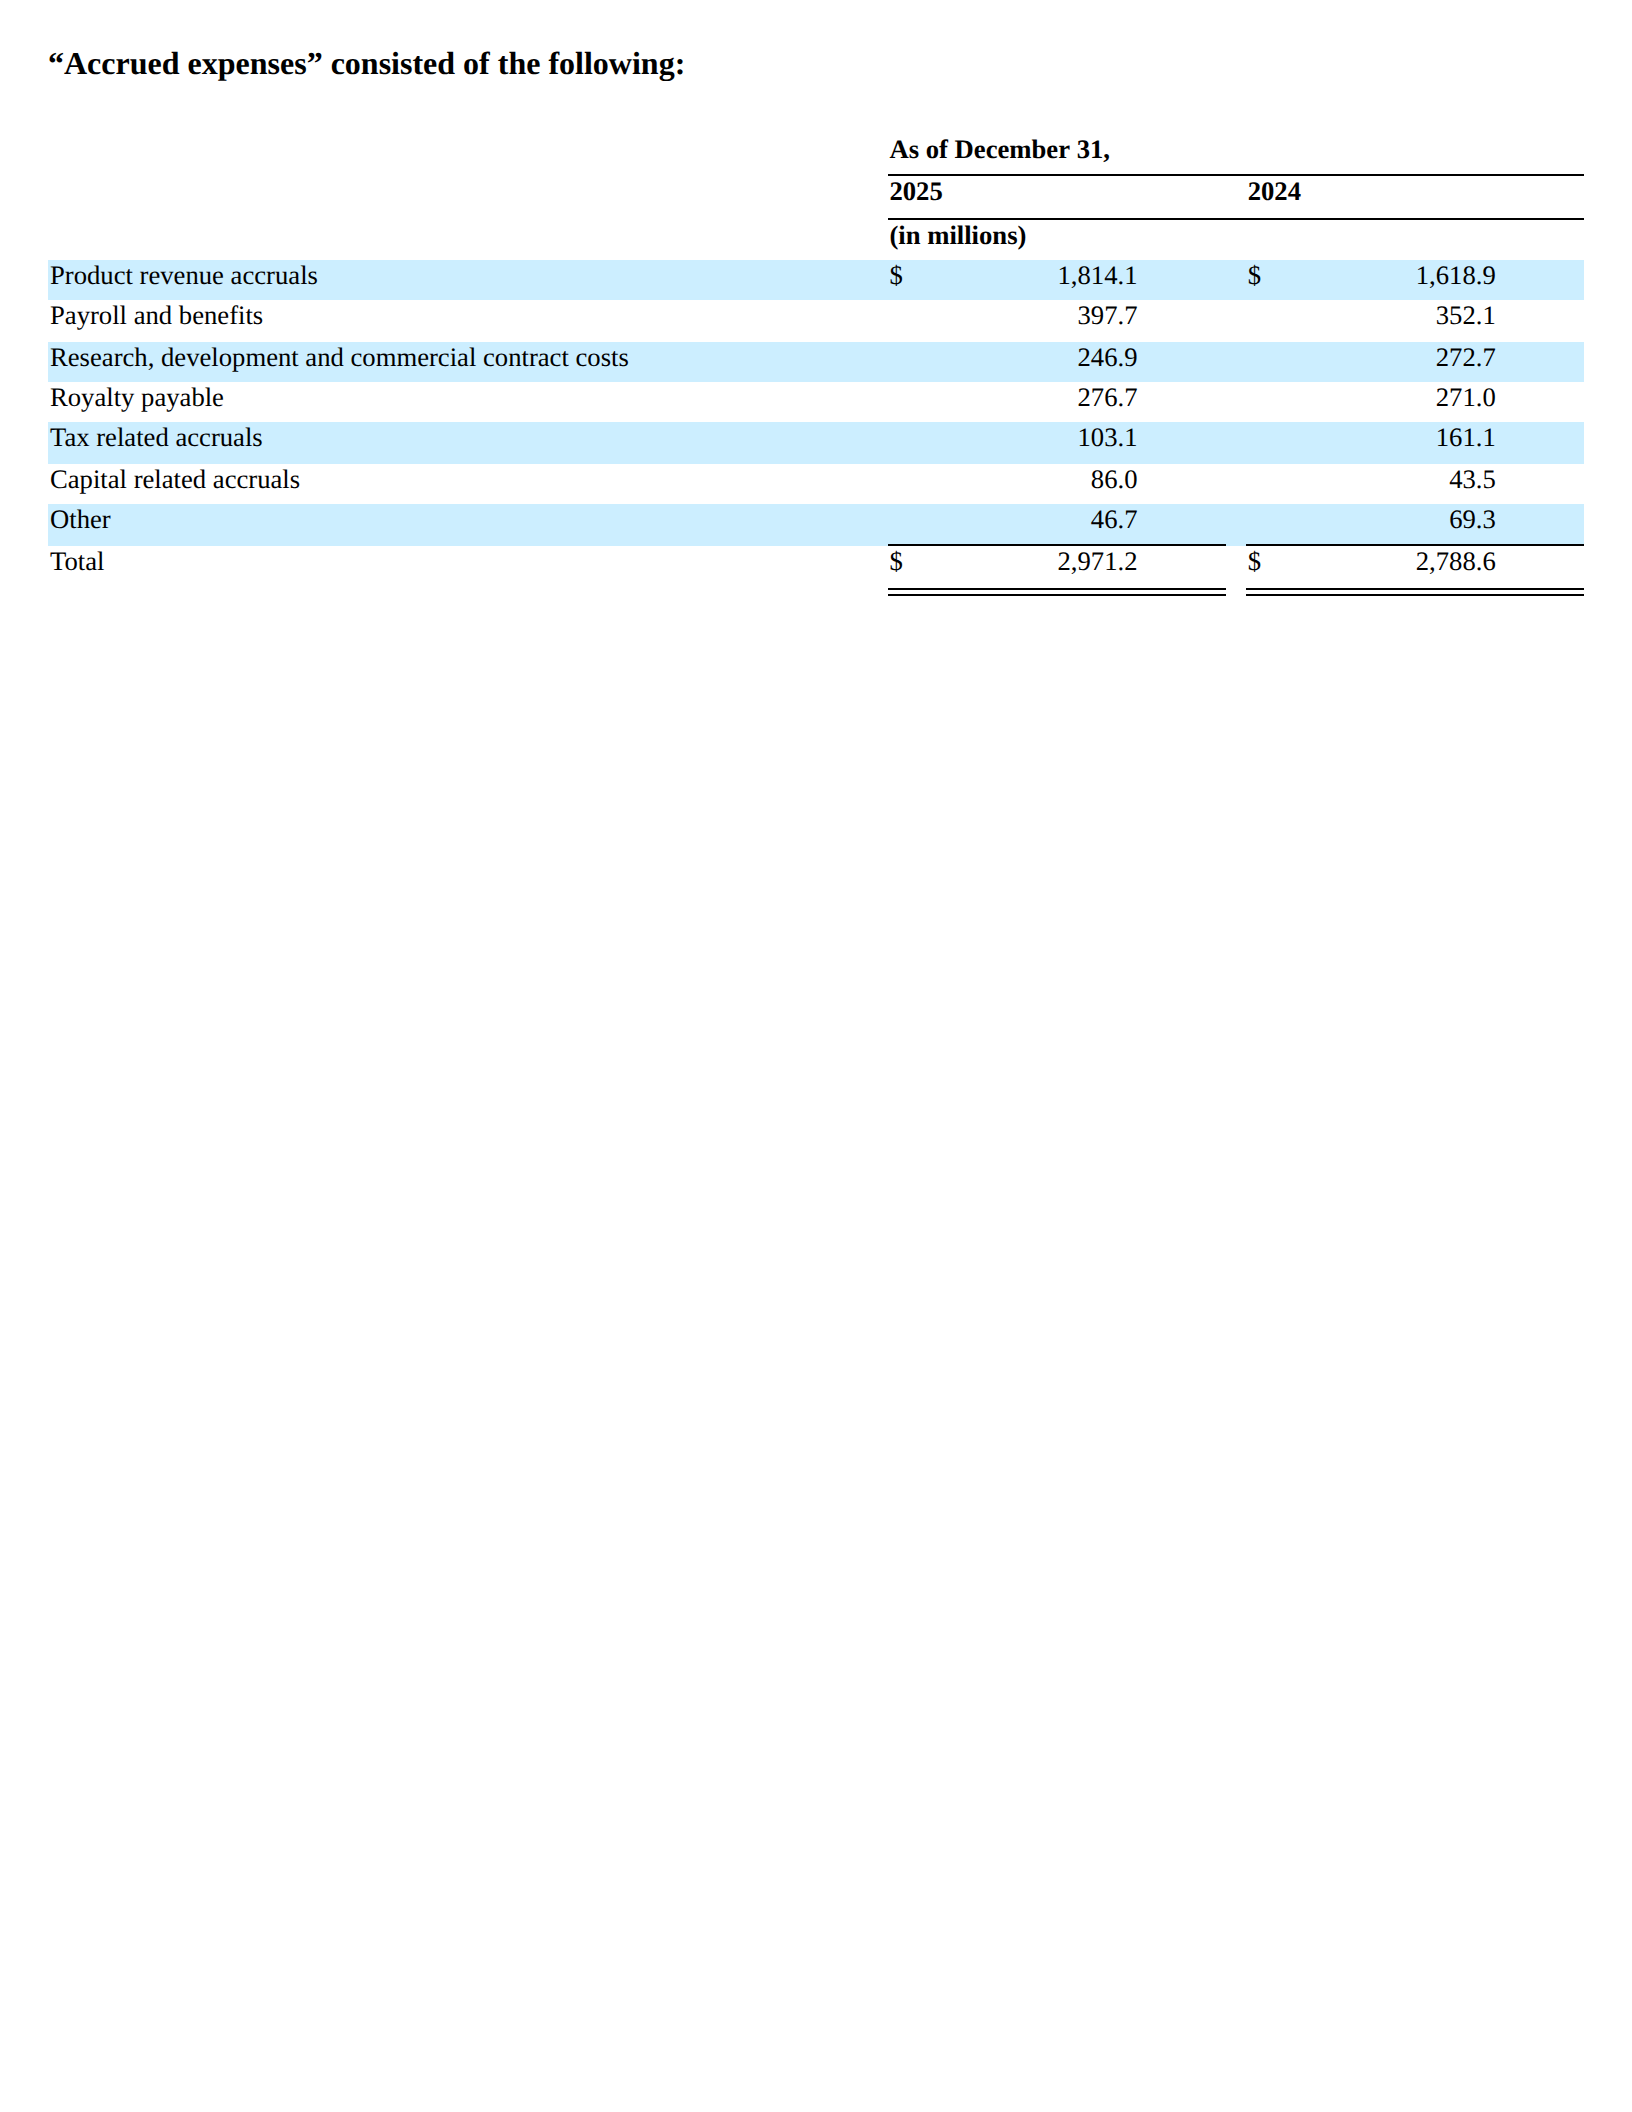 “Accrued expenses” consisted of the following:
As of December 31,
2025 2024
(in millions)
Product revenue accruals $ 1,814.1 $ 1,618.9
Payroll and benefits 397.7 352.1
Research, development and commercial contract costs 246.9 272.7
Royalty payable 276.7 271.0
Tax related accruals 103.1 161.1
Capital related accruals 86.0 43.5
Other 46.7 69.3
Total $ 2,971.2 $ 2,788.6